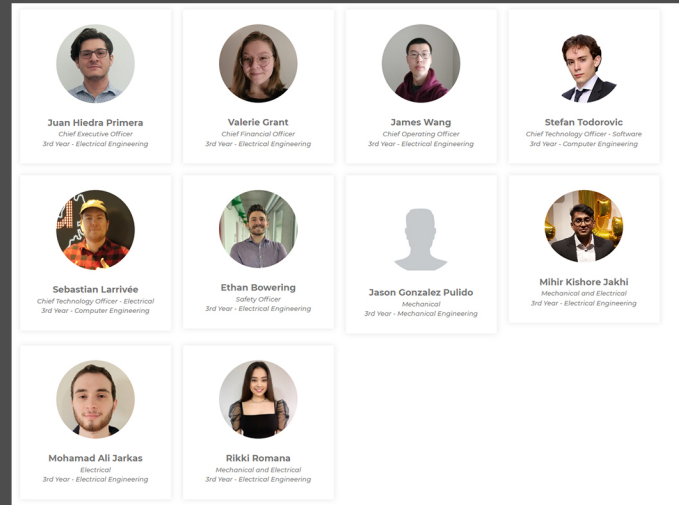 Juan Hiedra Primera
Chief Executive Officer
3rd Year - Electrical Engineering
Valerie Grant
Chief Financial Officer
3rd Year - Electrical Engineering
James Wang
Chief Operating Officer
3rd Year - Electrical Engineering
Stefan Todorovic
Chief Technology Officer - Software
3rd Year - Computer Engineering
Sebastian Larrivée
Chief Technology Officer - Electrical
3rd Year - Computer Engineering
Ethan Bowering
Safety Officer
3rd Year - Electrical Engineering
Jason Gonzalez Pulido
Mechanical
3rd Year - Mechanical Engineering
Mihir Kishore Jakhi
Mechanical and Electrical
3rd Year - Electrical Engineering
Mohamad Ali Jarkas
Electrical
3rd Year - Electrical Engineering
Rikki Romana
Mechanical and Electrical
3rd Year - Electrical Engineering